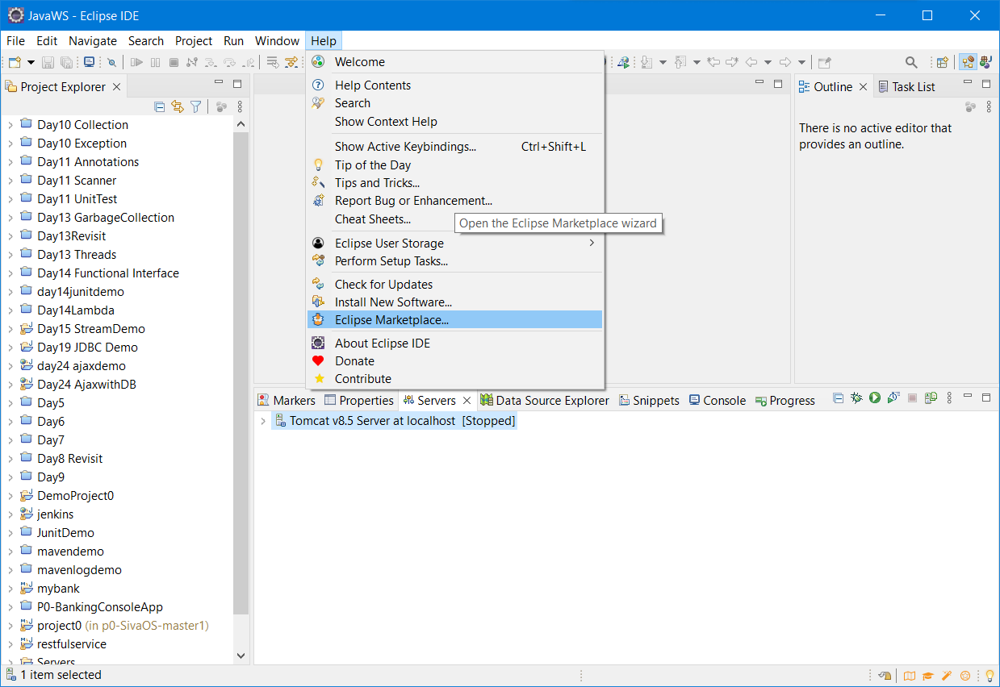 JavaWS - Eclipse IDE
File Edit Navigate Search Project Run Window Help
Project Explorer
Day10 Collection
Day10 Exception
Day11 Annotations
Day11 Scanner
Day11 UnitTest
Day13 GarbageCollection
Day13Revisit
Day13 Threads
Day14 Functional Interface
day14junitdemo
Day14Lambda
Day15 StreamDemo
Day19 JDBC Demo
day24 ajaxdemo
Day24 AjaxwithDB
Day5
Day6
Day7
Day8 Revisit
Day9
DemoProject0
jenkins
JunitDemo
mavendemo
mavenlogdemo
mybank
P0-BankingConsoleApp
project0 (in p0-SivaOS-master1)
restfulservice
Servers
Welcome
Help Contents
Search
Show Context Help
Show Active Keybindings... Ctrl+Shift+L
Tip of the Day
Tips and Tricks...
Report Bug or Enhancement...
Cheat Sheets...
Open the Eclipse Marketplace wizard
Eclipse User Storage
Perform Setup Tasks...
Check for Updates
Install New Software...
Eclipse Marketplace...
About Eclipse IDE
Donate
Contribute
Outline Task List
There is no active editor that
provides an outline.
Markers Properties Servers Data Source Explorer Snippets Console Progress
Tomcat v8.5 Server at localhost [Stopped]
1 item selected